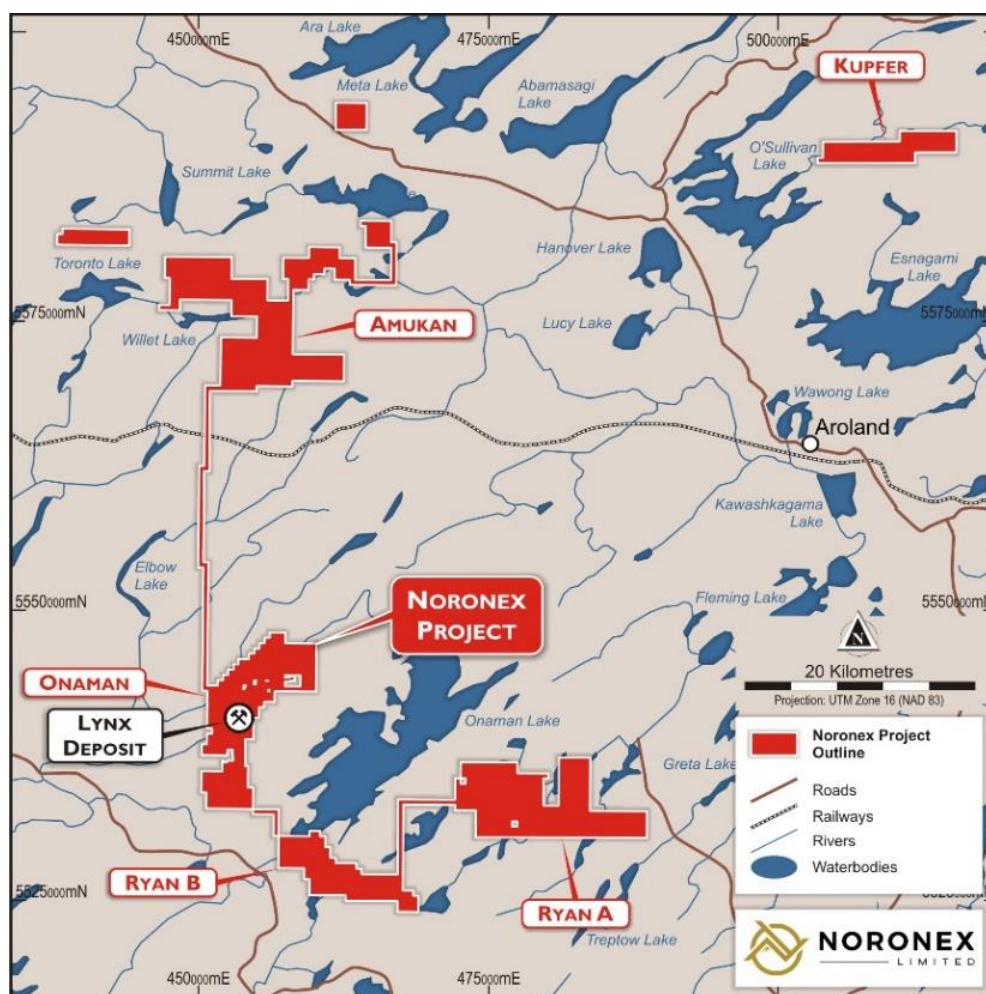 450000mE
475000mE
500000mE
Ara Lake
Meta Lake
Abamasagi
Lake
KUPFER
O'Sullivan
Lake
Summit Lake
Toronto Lake
Hanover Lake
Esnagami
Lake
5575000mN
5575000mN
AMUKAN
Lucy Lake
Willet Lake
Wawong Lake
Aroland
Kawashkagama
Lake
Elbow
Lake
5550000mN
Fleming Lake
5550000mN
NORONEX
PROJECT
N
20 Kilometres
Projection: UTM Zone 16 (NAD 83)
ONAMAN
LYNX
DEPOSIT
Onaman Lake
Greta Lake
Noronex Project
Outline
Roads
Railways
Rivers
Waterbodies
RYAN B
5525000mN
RYAN A
Treptow Lake
NORONEX
LIMITED
450000mE
475000mE